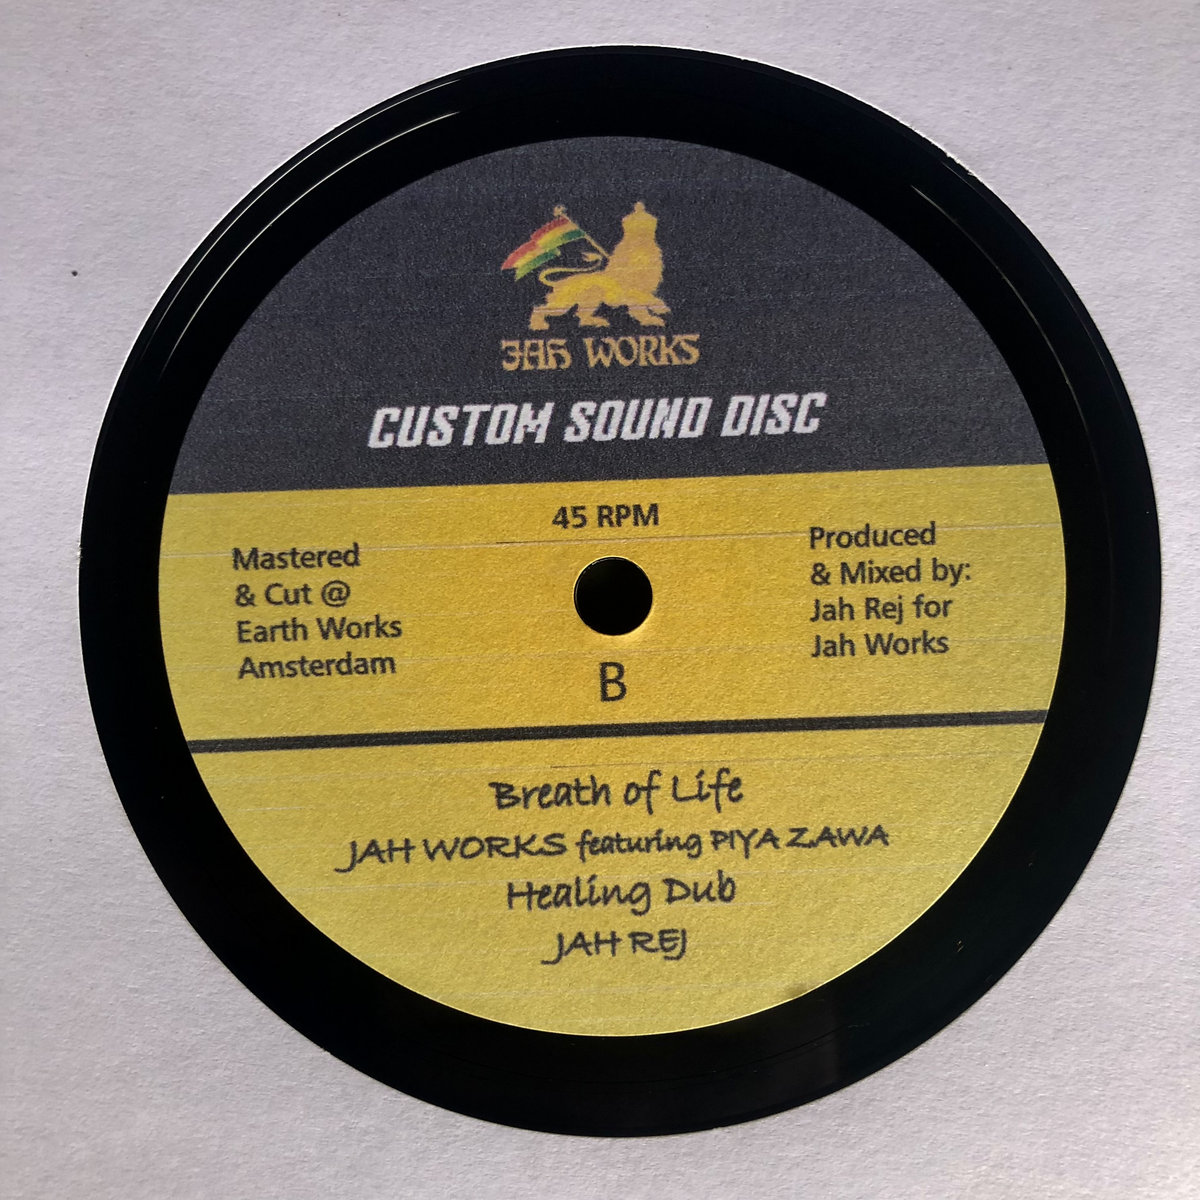 JAH WORKS
CUSTOM SOUND DISC
45 RPM
Mastered
& Cut @
Earth Works
Amsterdam
Produced
& Mixed by:
Jah Rej for
Jah Works
B
Breath of Life
JAH WORKS featuring PIYA ZAWA
Healing Dub
JAH REJ